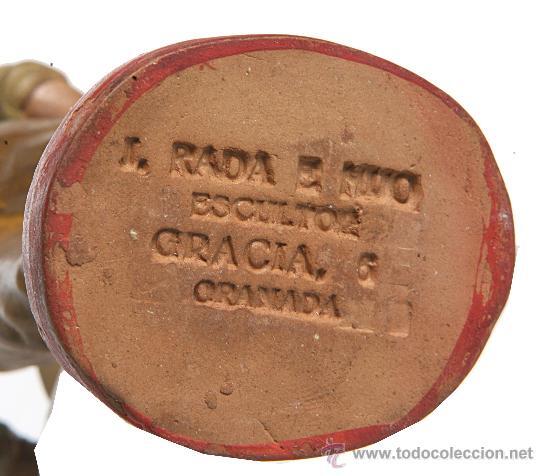 J. RADA E HIJO,
ESCULTOR
GRACIA, 6
GRANADA
www.todocoleccion.net